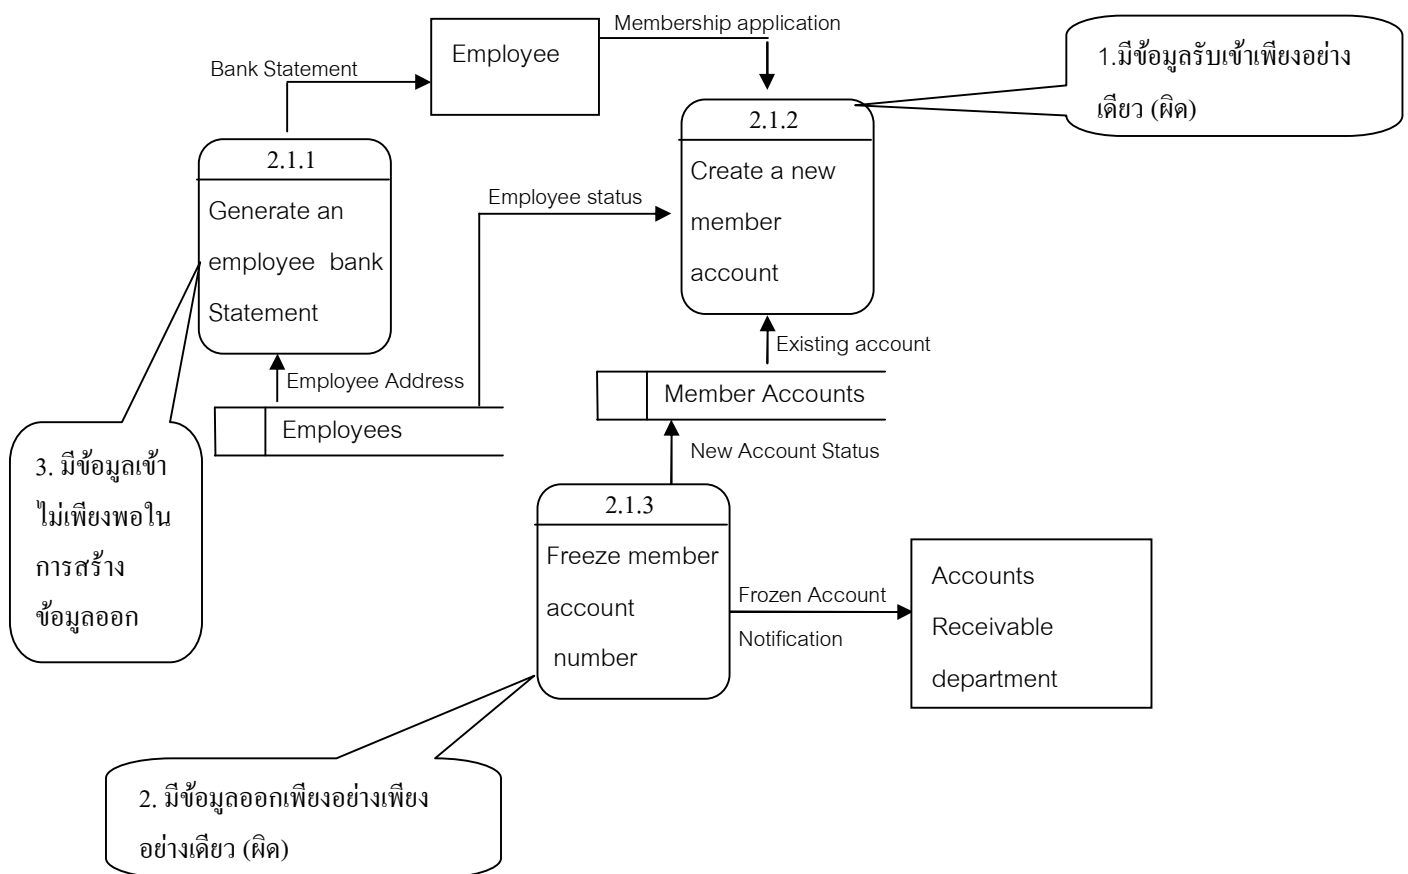 Membership application
Employee
1.มีข้อมูลรับเข้าเพียงอย่าง
เดียว (ผิด)
Bank Statement
2.1.2
Create a new
member
account
2.1.1
Generate an
employee bank
Statement
Employee status
Existing account
Employee Address
Member Accounts
Employees
New Account Status
3. มีข้อมูลเข้า
ไม่เพียงพอใน
การสร้าง
ข้อมูลออก
2.1.3
Freeze member
account
number
Frozen Account
Notification
Accounts
Receivable
department
2. มีข้อมูลออกเพียงอย่างเพียง
อย่างเดียว (ผิด)